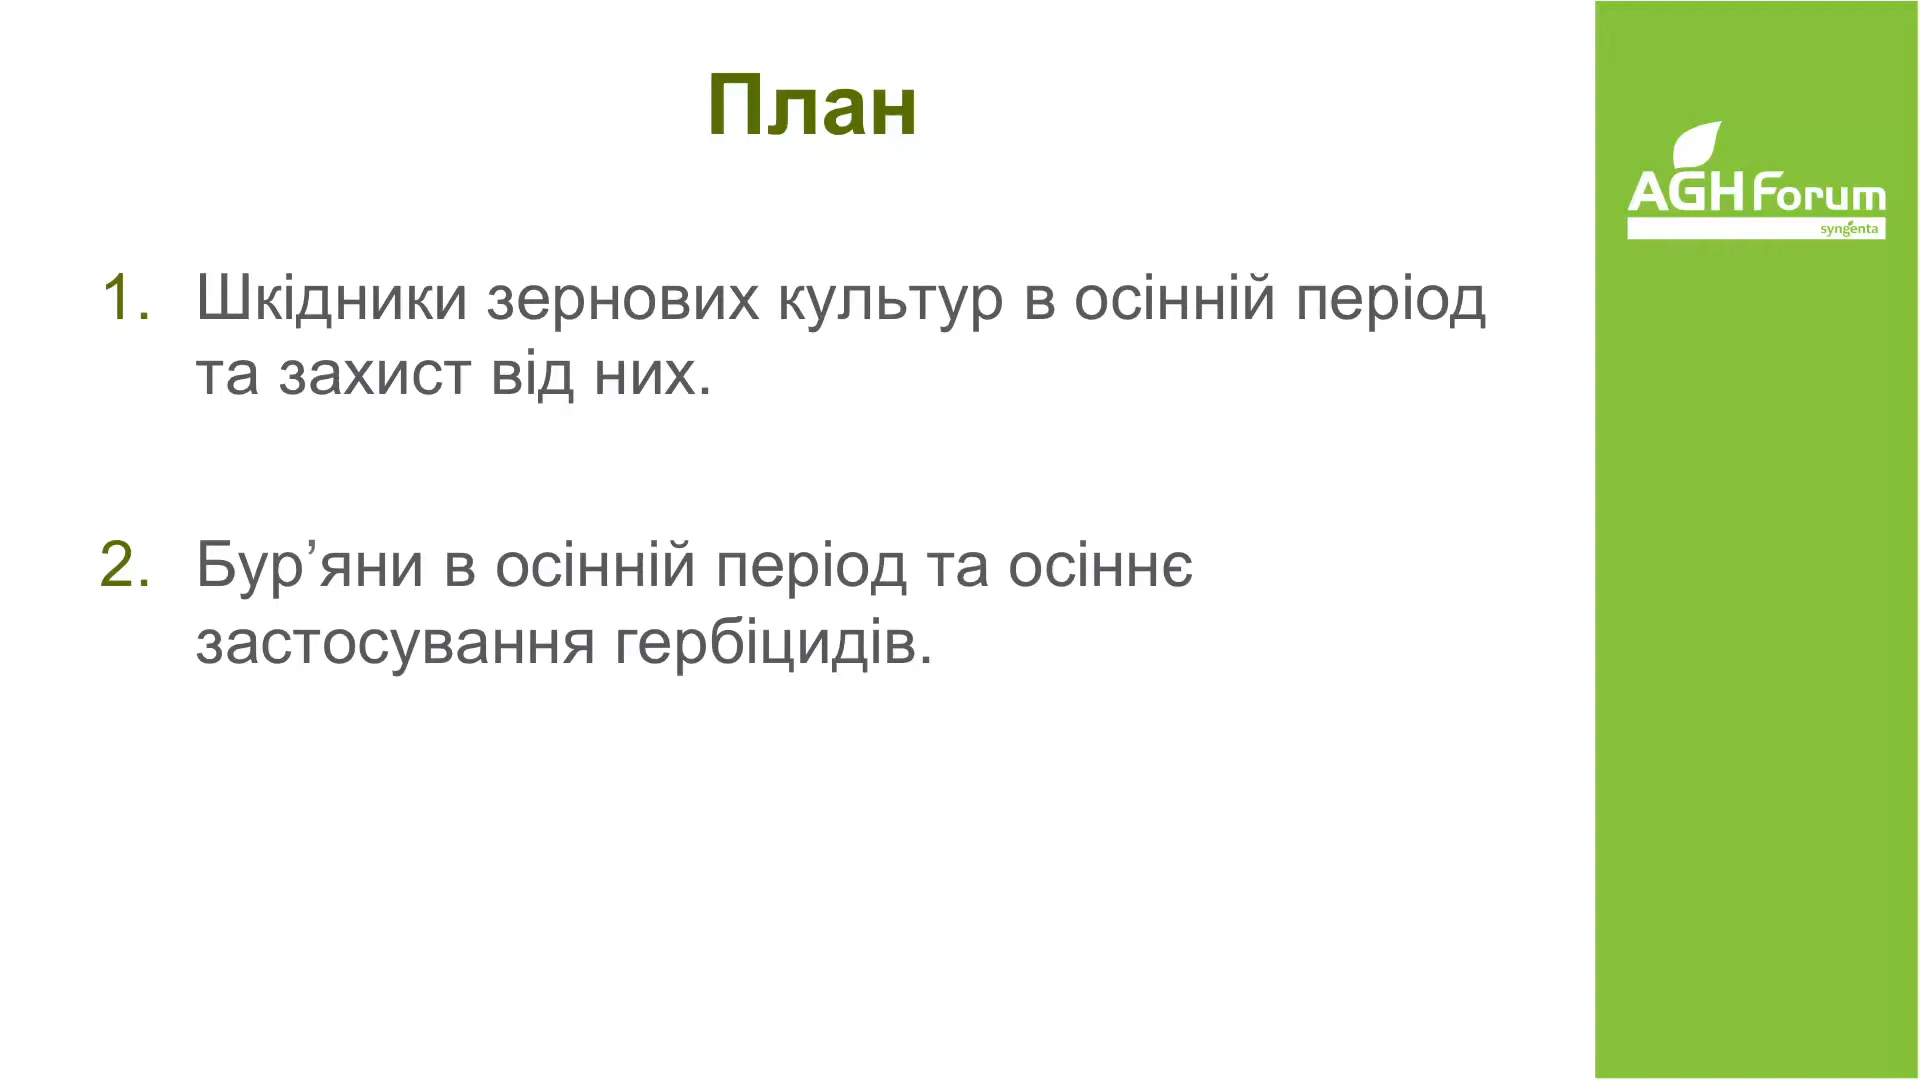 План
1. Шкідники зернових культур в осінній період
та захист від них.
2. Бур’яни в осінній період та осіннє
застосування гербіцидів.
AGH Forum
syngenta